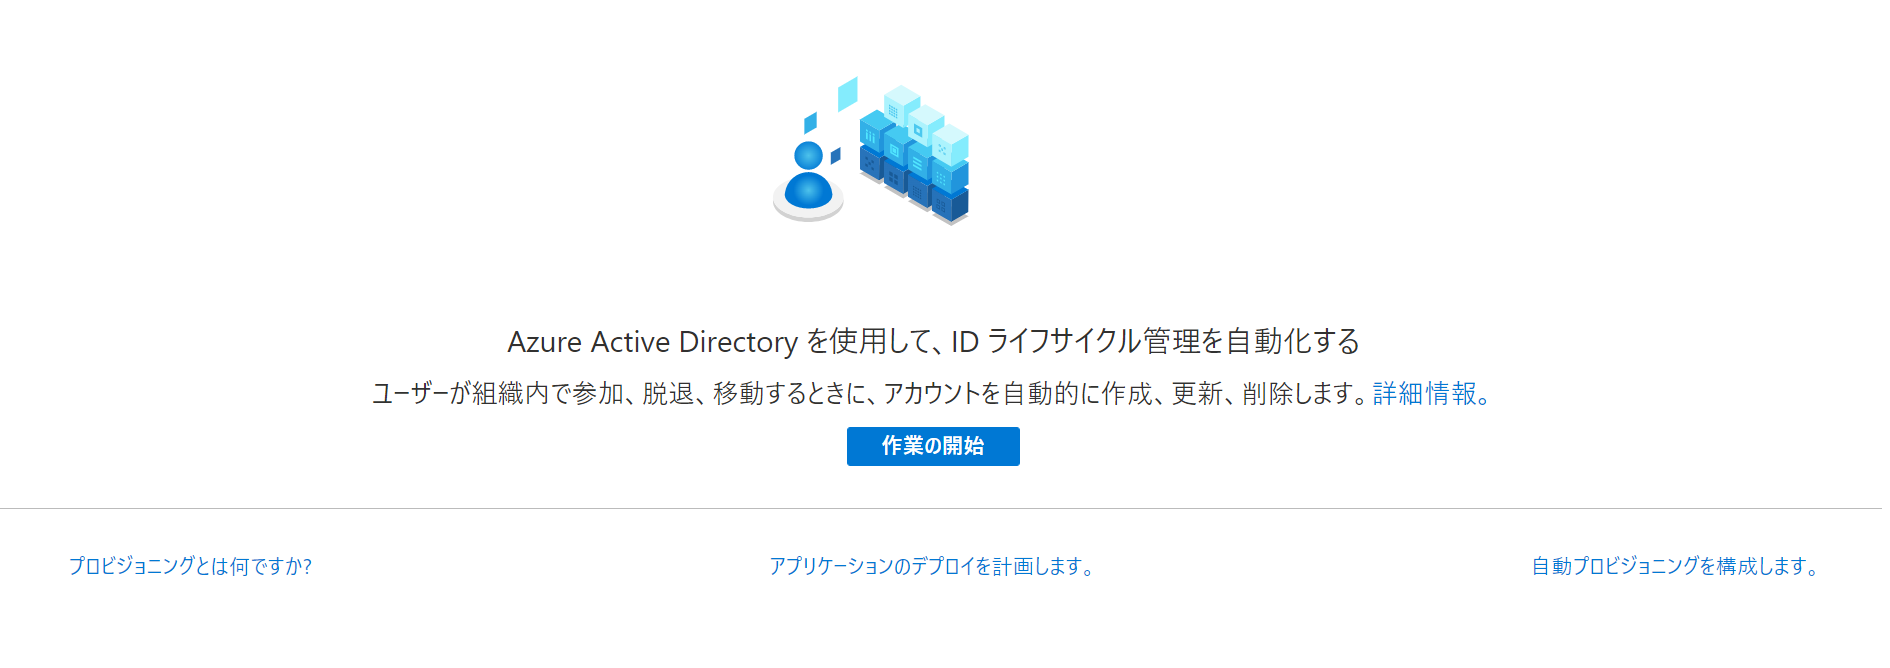 Azure Active Directory を使用して、ID ライフサイクル管理を自動化する
ユーザーが組織内で参加、脱退、移動するときに、アカウントを自動的に作成、更新、削除します。詳細情報。
作業の開始
プロビジョニングとは何ですか?
アプリケーションのデプロイを計画します。
自動プロビジョニングを構成します。